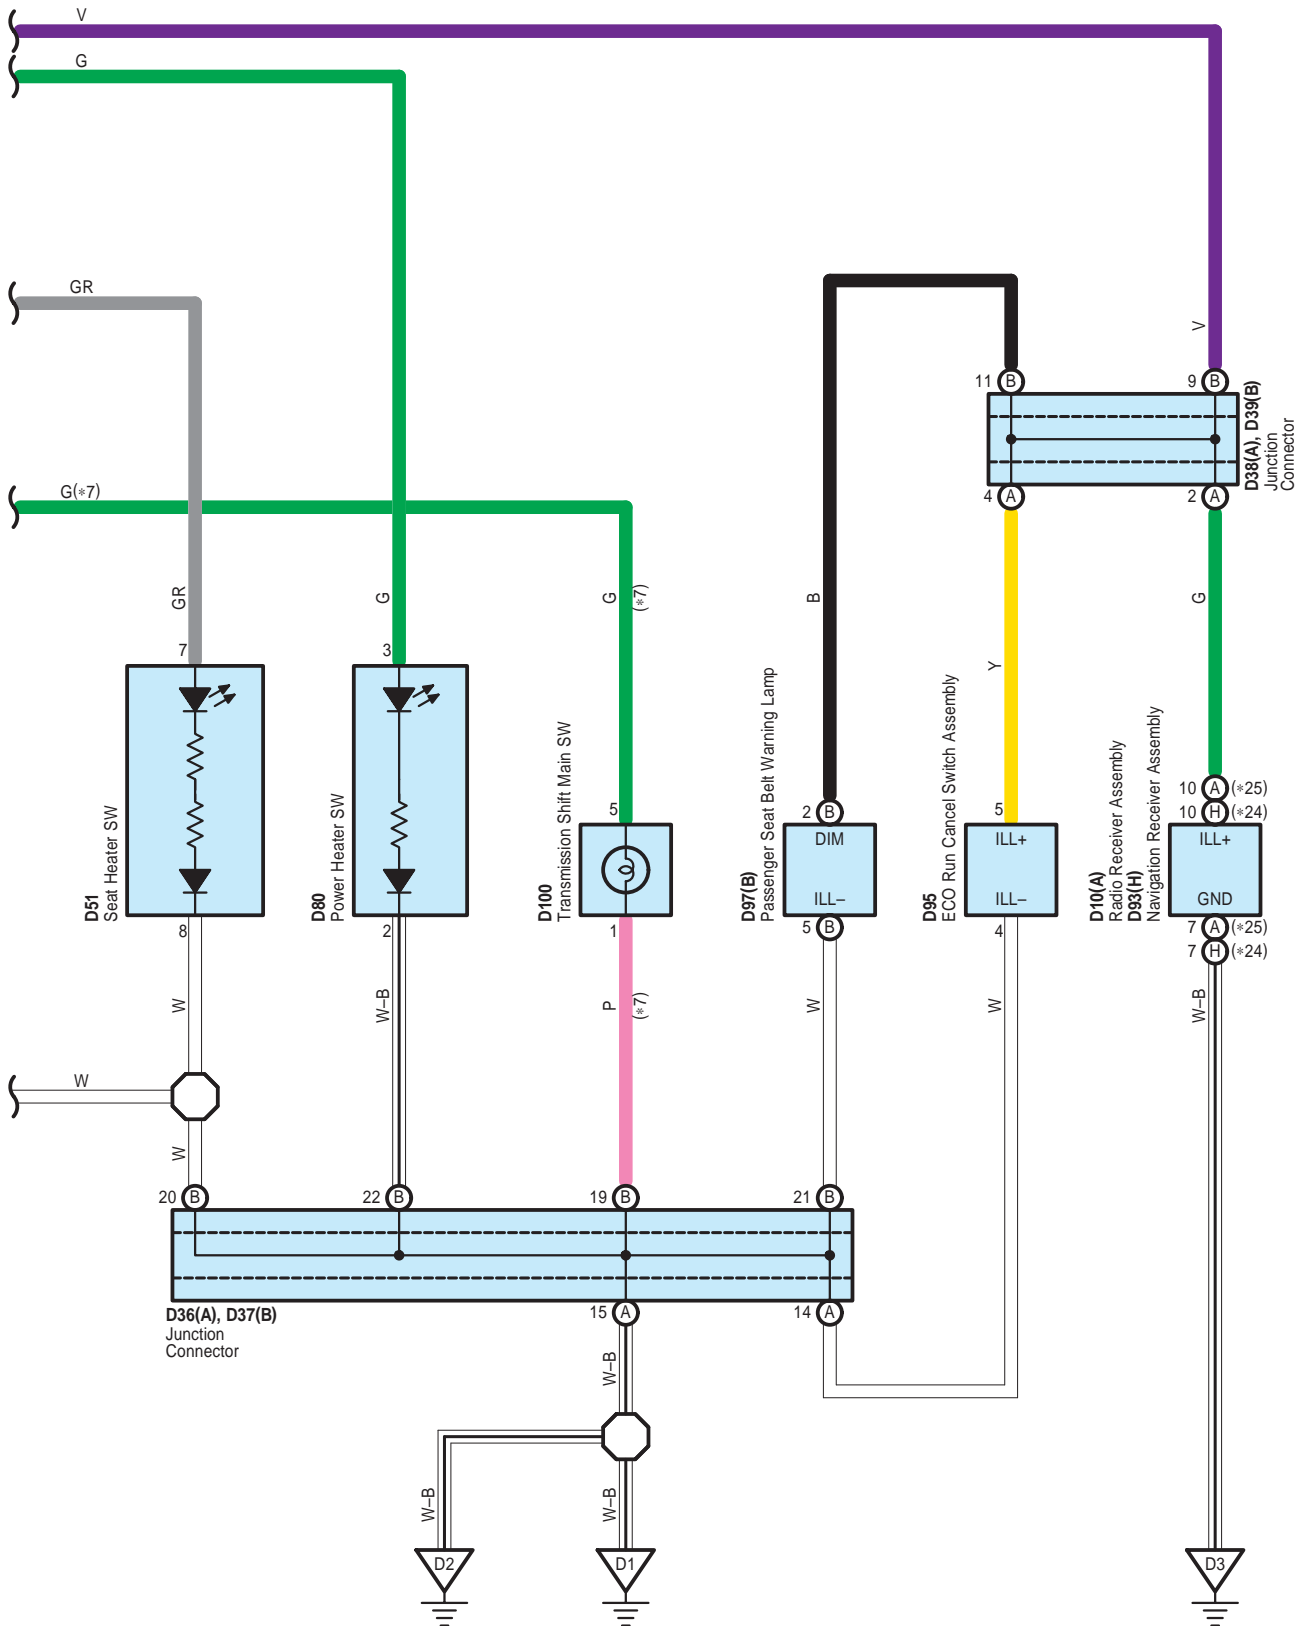 V
G
GR
V
11 B
9 B
D38(A), D39(B)
Junction
Connector
4 A
2 A
G(*7)
GR
G
G
(*7)
B
Y
G
7
3
5
2 B
5
10 A (*25)
10 H (*24)
D51
Seat Heater SW
D80
Power Heater SW
D100
Transmission Shift Main SW
D97(B)
Passenger Seat Belt Warning Lamp
DIM
ILL–
D95
ECO Run Cancel Switch Assembly
ILL+
ILL–
D10(A)
Radio Receiver Assembly
D93(H)
Navigation Receiver Assembly
ILL+
GND
8
2
1
5 B
4
7 A (*25)
7 H (*24)
W
W–B
P
(*7)
W
W
W–B
W
W
20 B
22 B
19 B
21 B
D36(A), D37(B)
Junction
Connector
15 A
14 A
W–B
W–B
W–B
D2
D1
D3